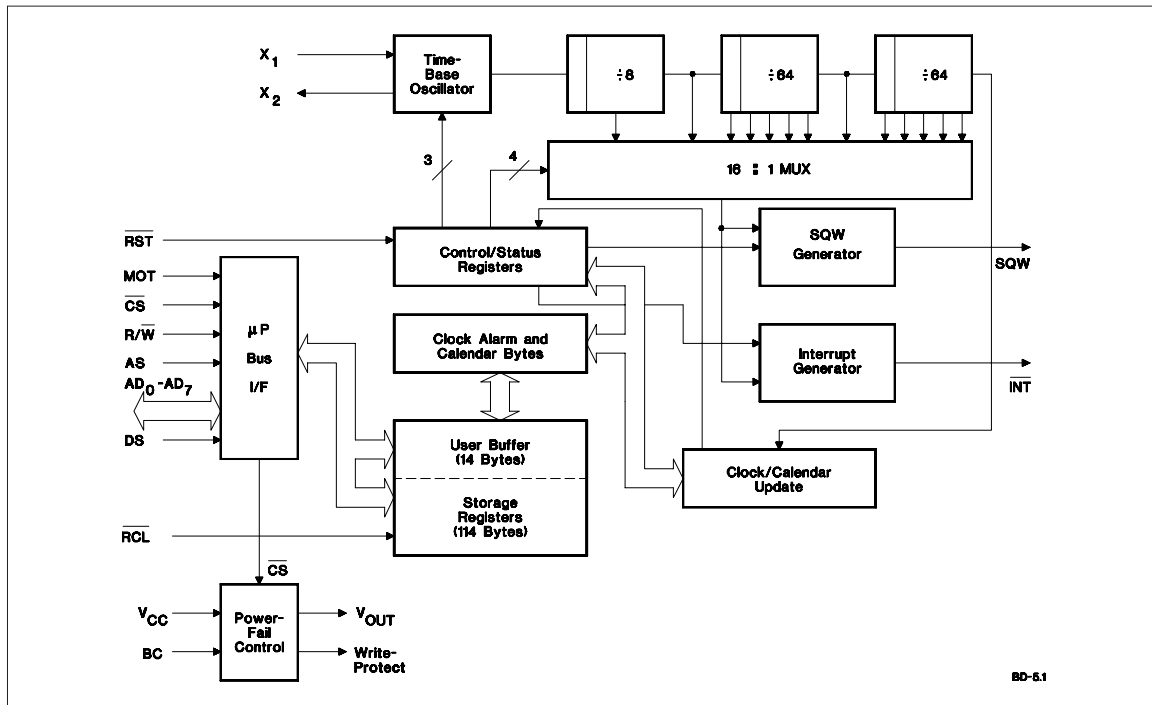 X1
X2
Time-
Base
Oscillator
÷8
÷64
÷64
3
4
16 : 1 MUX
RST
Control/Status
Registers
SQW
Generator
SQW
MOT
CS
R/W
AS
AD0-AD7
DS
µP
Bus
I/F
Clock Alarm and
Calendar Bytes
Interrupt
Generator
INT
User Buffer
(14 Bytes)
Storage
Registers
(114 Bytes)
Clock/Calendar
Update
RCL
CS
VCC
BC
Power-
Fail
Control
VOUT
Write-
Protect
BD-5.1